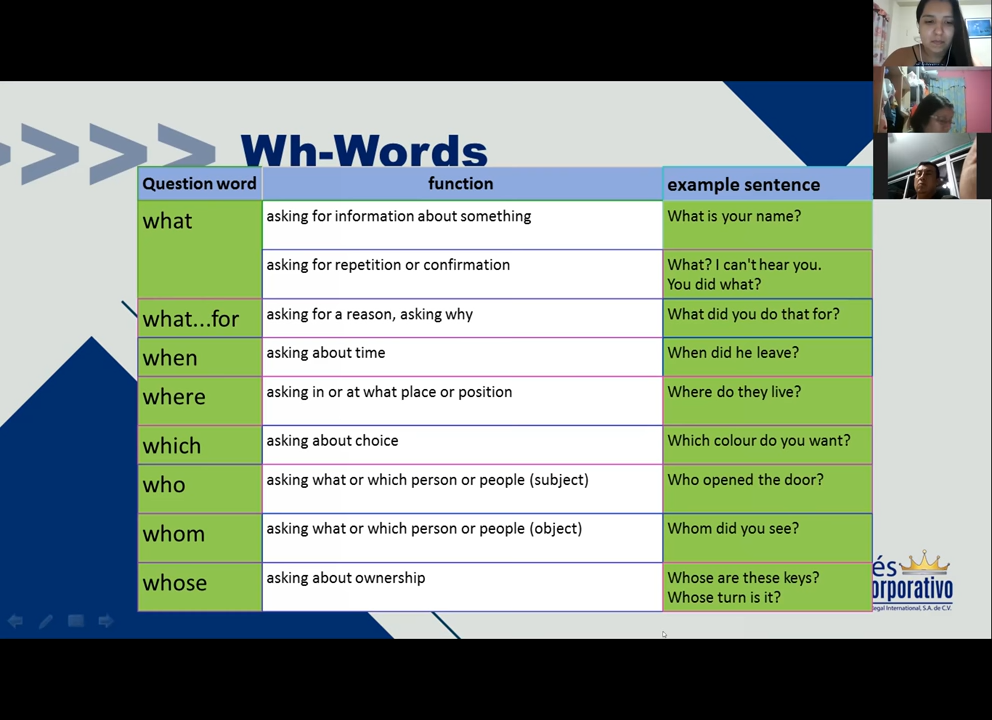 Wh-Words
Question word function example sentence
what asking for information about something What is your name?
asking for repetition or confirmation What? I can't hear you.
You did what?
what...for asking for a reason, asking why What did you do that for?
when asking about time When did he leave?
where asking in or at what place or position Where do they live?
which asking about choice Which colour do you want?
who asking what or which person or people (subject) Who opened the door?
whom asking what or which person or people (object) Whom did you see?
whose asking about ownership Whose are these keys?
Whose turn is it?
és
orporativo
legal International, S.A. de C.V.